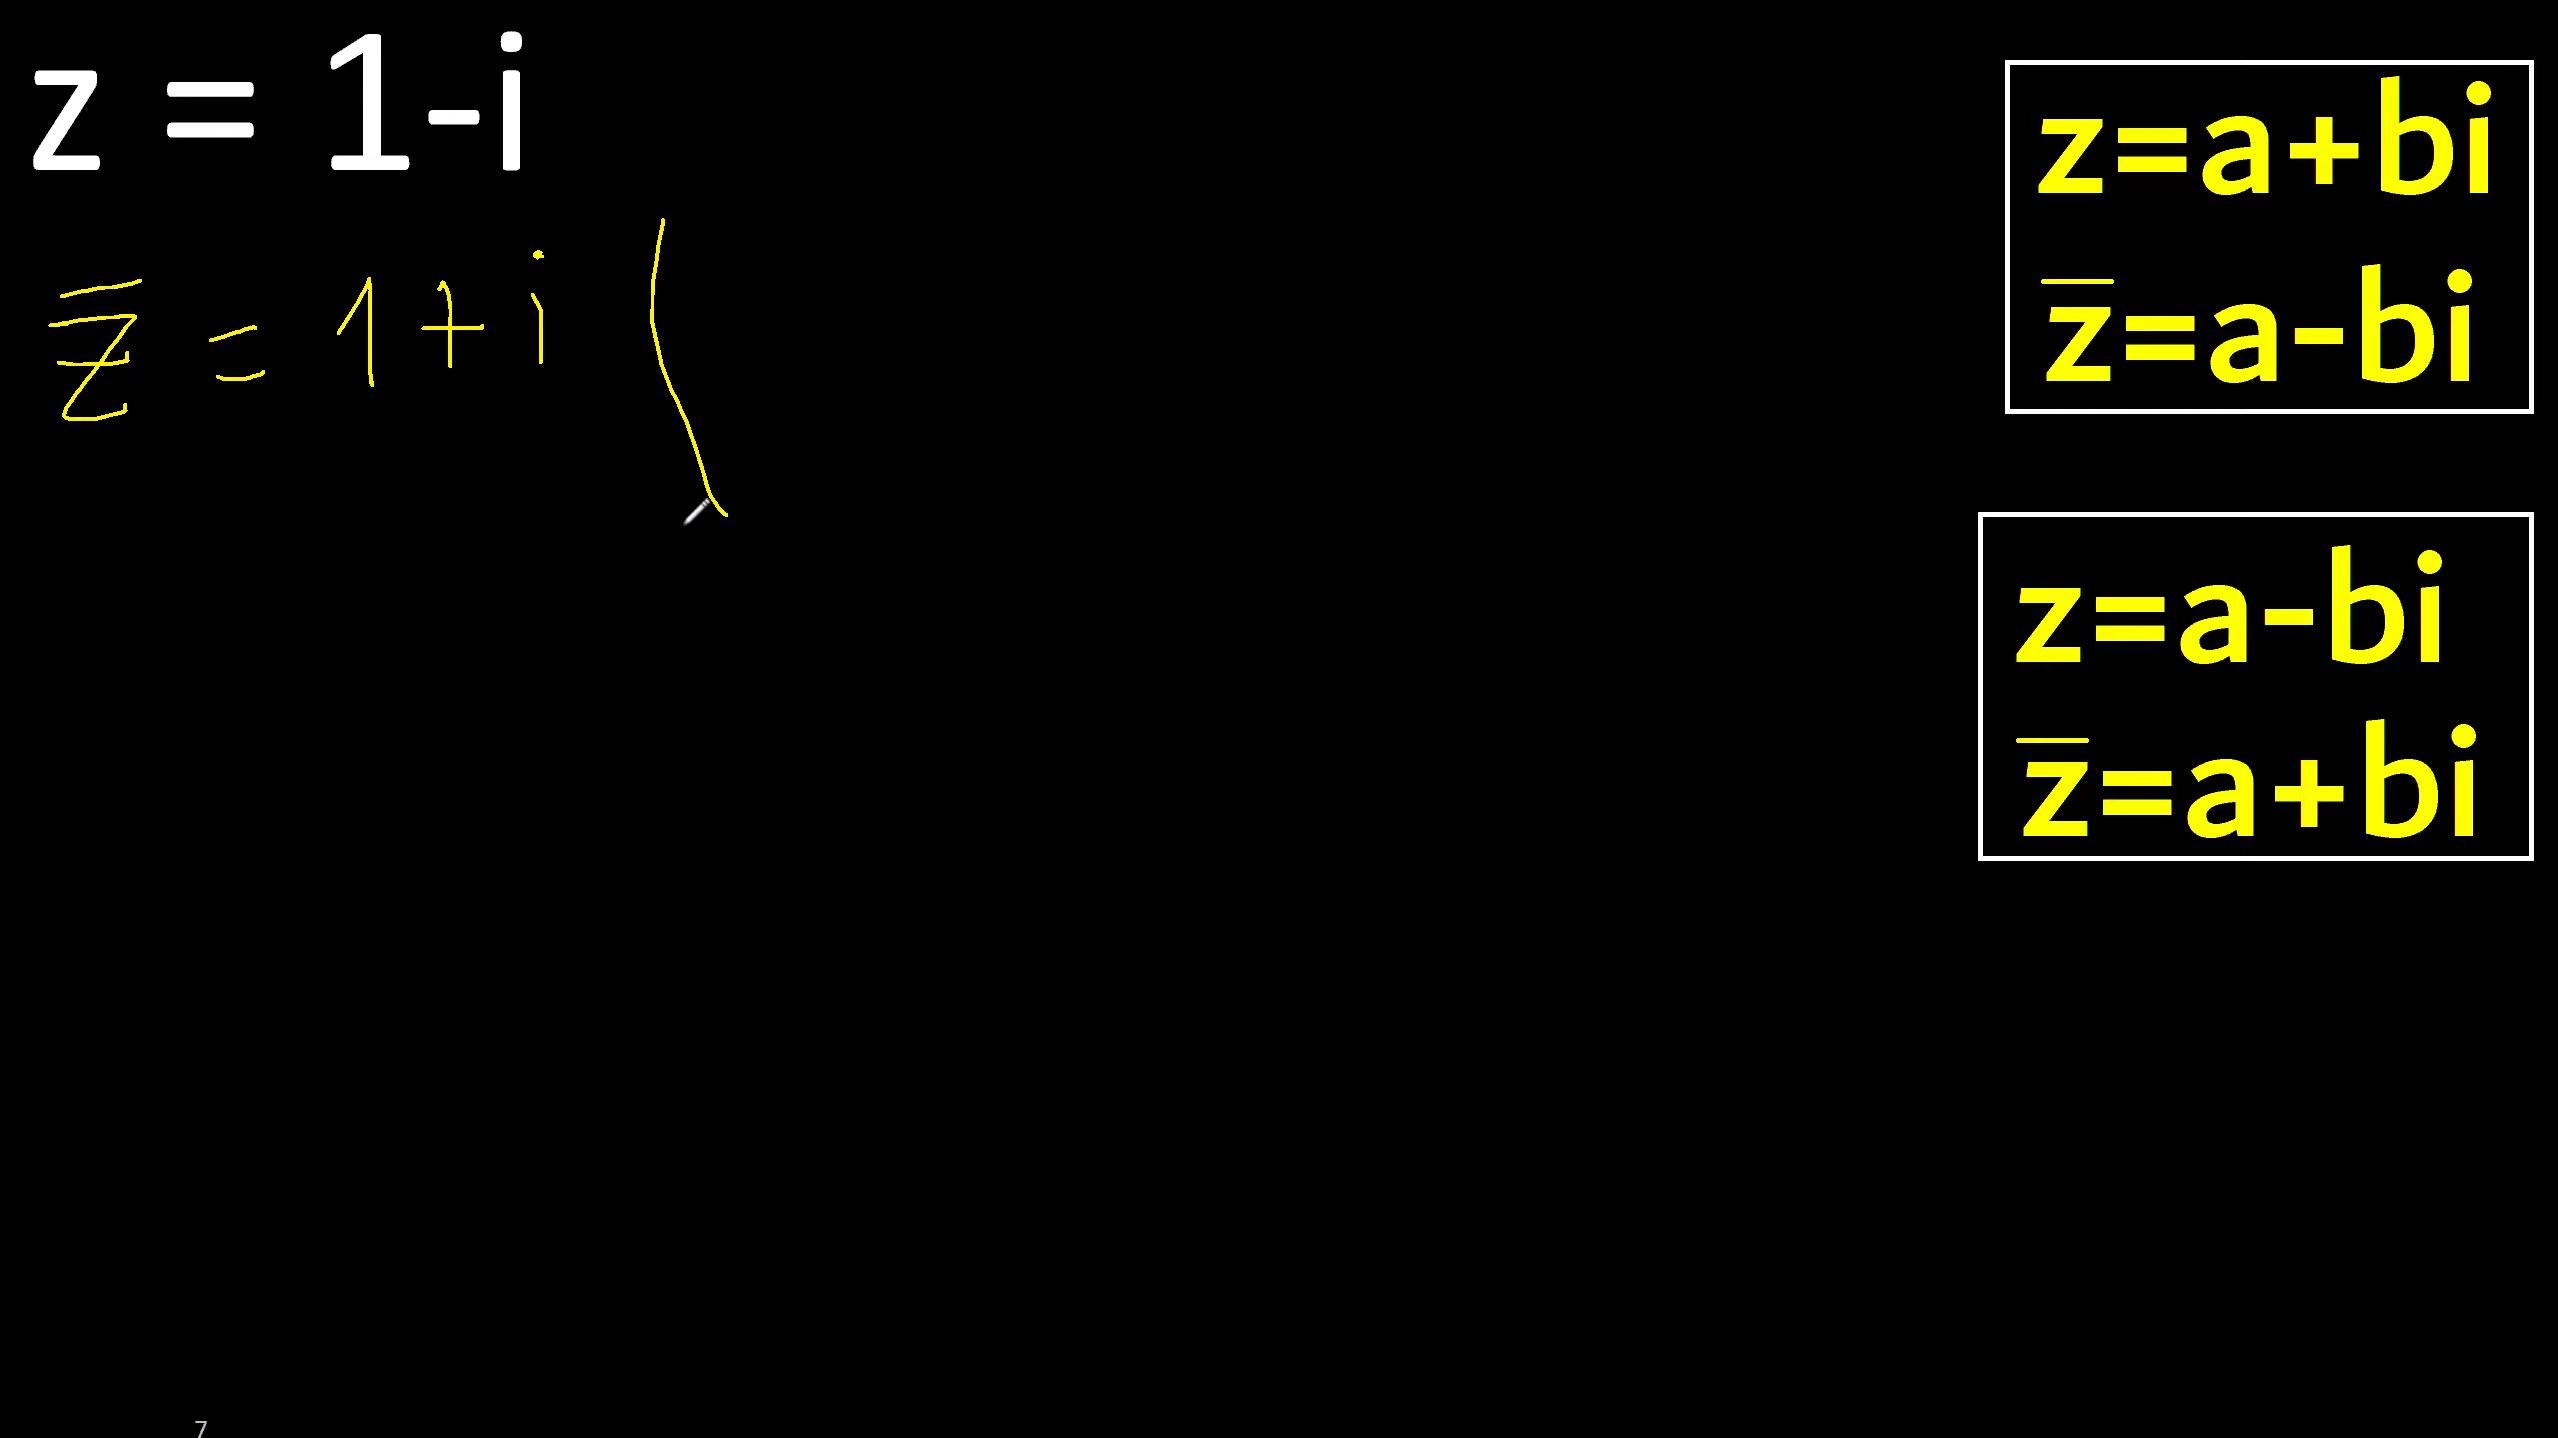 z = 1-i
z̅ = 1+i
z=a+bi
z̅=a-bi
z=a-bi
z̅=a+bi
7